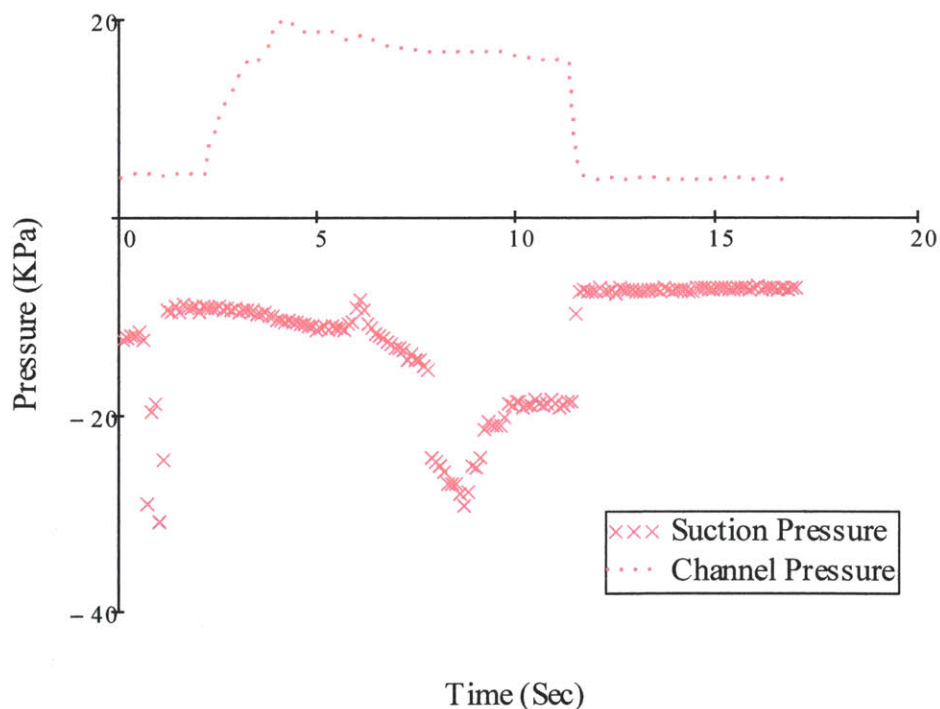 20
0
5
10
15
20
Pressure (KPa)
– 20
××× Suction Pressure
Channel Pressure
– 40
Time (Sec)